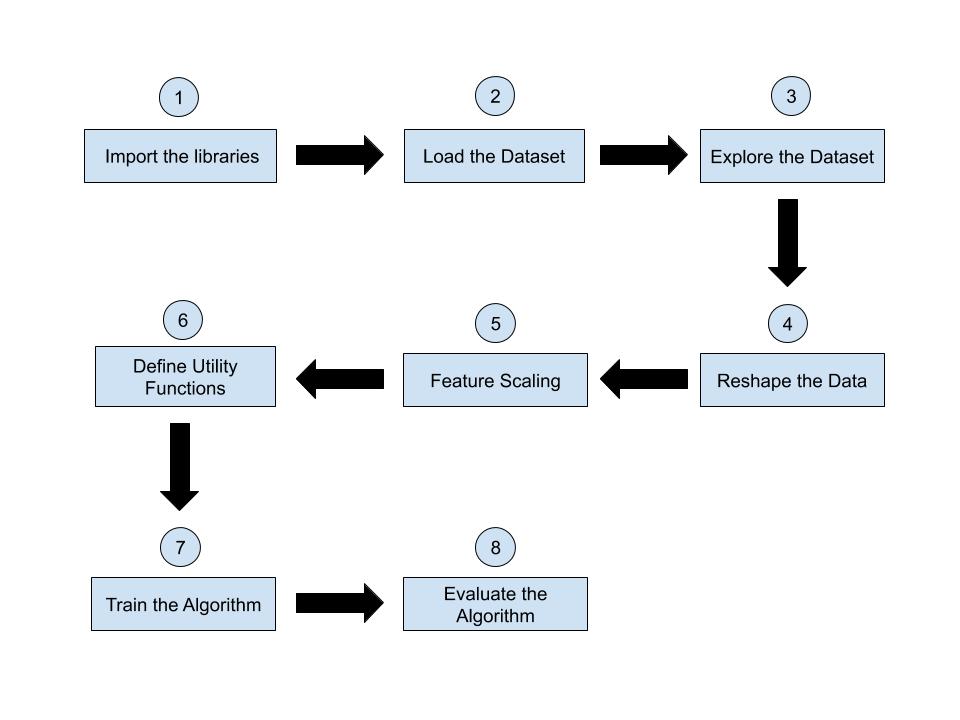 1
Import the libraries
2
Load the Dataset
3
Explore the Dataset
4
Reshape the Data
5
Feature Scaling
6
Define Utility
Functions
7
Train the Algorithm
8
Evaluate the
Algorithm